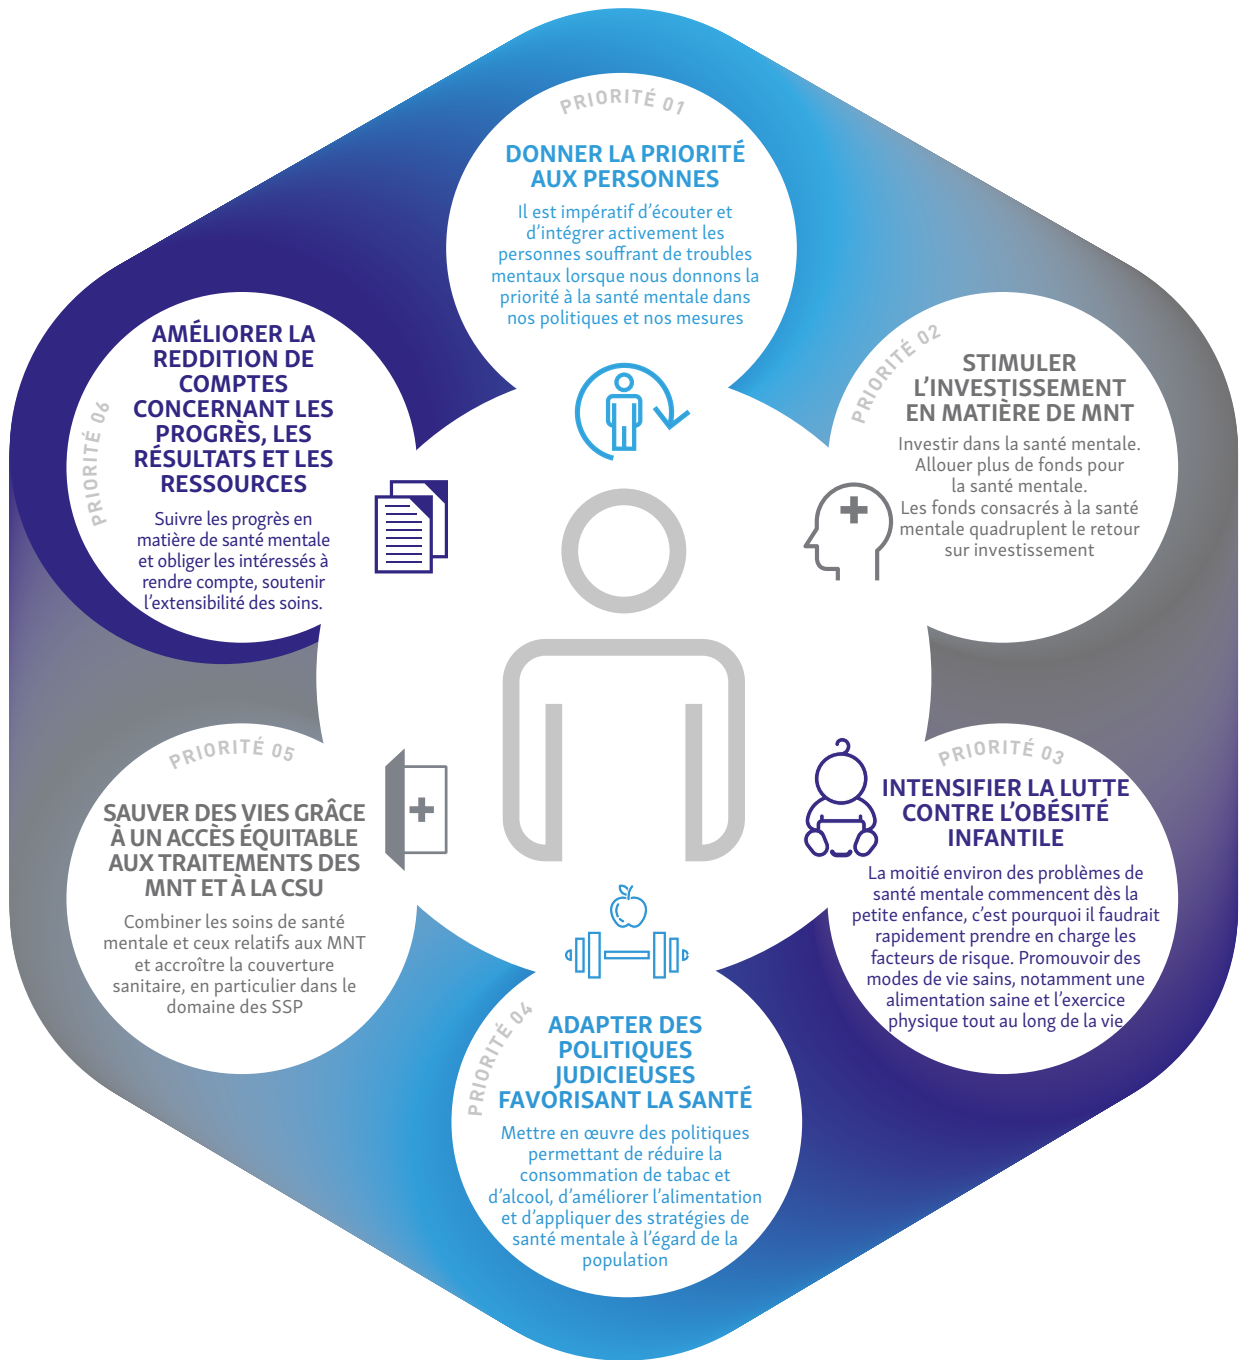 PRIORITÉ 01
DONNER LA PRIORITÉ
AUX PERSONNES
Il est impératif d’écouter et
d’intégrer activement les
personnes souffrant de troubles
mentaux lorsque nous donnons la
priorité à la santé mentale dans
nos politiques et nos mesures
PRIORITÉ 02
STIMULER
L’INVESTISSEMENT
EN MATIÈRE DE MNT
Investir dans la santé mentale.
Allouer plus de fonds pour
la santé mentale.
Les fonds consacrés à la santé
mentale quadruplent le retour
sur investissement
PRIORITÉ 03
INTENSIFIER LA LUTTE
CONTRE L’OBÉSITÉ
INFANTILE
La moitié environ des problèmes de
santé mentale commencent dès la
petite enfance, c’est pourquoi il faudrait
rapidement prendre en charge les
facteurs de risque. Promouvoir des
modes de vie sains, notamment une
alimentation saine et l’exercice
physique tout au long de la vie
PRIORITÉ 04
ADAPTER DES
POLITIQUES
JUDICIEUSES
FAVORISANT LA SANTÉ
Mettre en œuvre des politiques
permettant de réduire la
consommation de tabac et
d’alcool, d’améliorer l’alimentation
et d’appliquer des stratégies de
santé mentale à l’égard de la
population
PRIORITÉ 05
SAUVER DES VIES GRÂCE
À UN ACCÈS ÉQUITABLE
AUX TRAITEMENTS DES
MNT ET À LA CSU
Combiner les soins de santé
mentale et ceux relatifs aux MNT
et accroître la couverture
sanitaire, en particulier dans le
domaine des SSP
PRIORITÉ 06
AMÉLIORER LA
REDDITION DE
COMPTES
CONCERNANT LES
PROGRÈS, LES
RÉSULTATS ET LES
RESSOURCES
Suivre les progrès en
matière de santé mentale
et obliger les intéressés à
rendre compte, soutenir
l’extensibilité des soins.